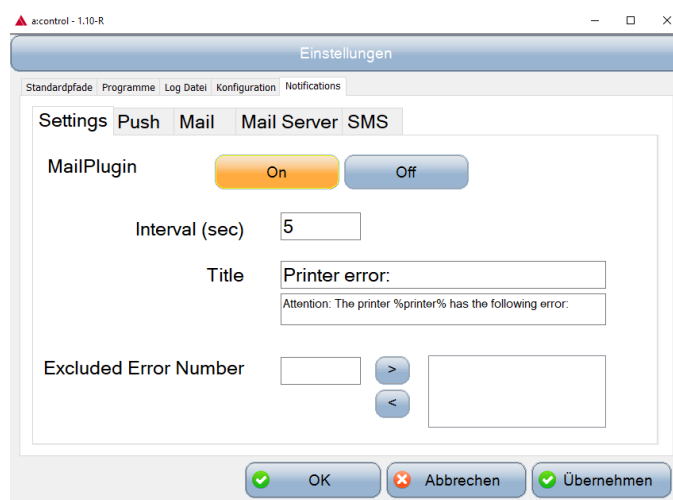 a:control - 1.10-R
Einstellungen
Standardpfade Programme Log Datei Konfiguration Notifications
Settings Push Mail Mail Server SMS
MailPlugin On Off
Interval (sec) 5
Title Printer error:
Attention: The printer %printer% has the following error:
Excluded Error Number >
<
OK Abbrechen Übernehmen